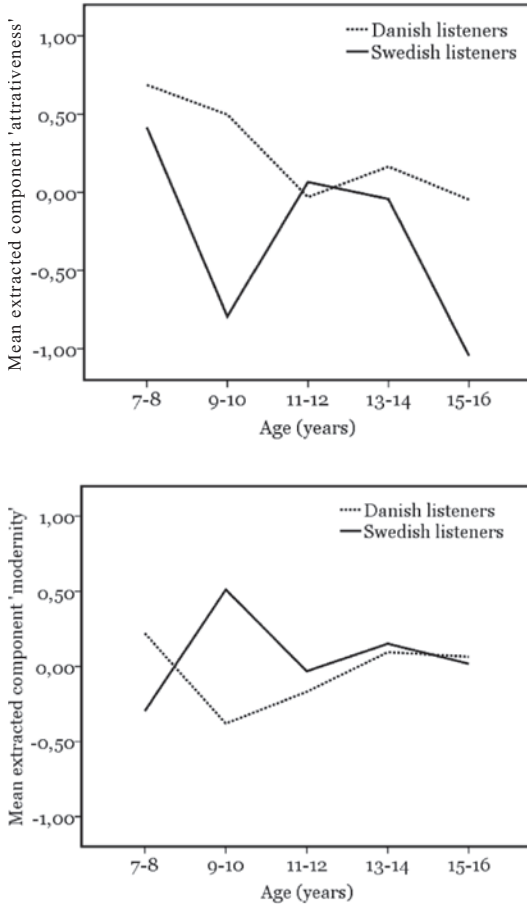 Mean extracted component 'attrativeness'
1,00
0,50
0,00
-0,50
-1,00
Danish listeners
Swedish listeners
7-8 9-10 11-12 13-14 15-16
Age (years)
Mean extracted component 'modernity'
1,00
0,50
0,00
-0,50
-1,00
Danish listeners
Swedish listeners
7-8 9-10 11-12 13-14 15-16
Age (years)